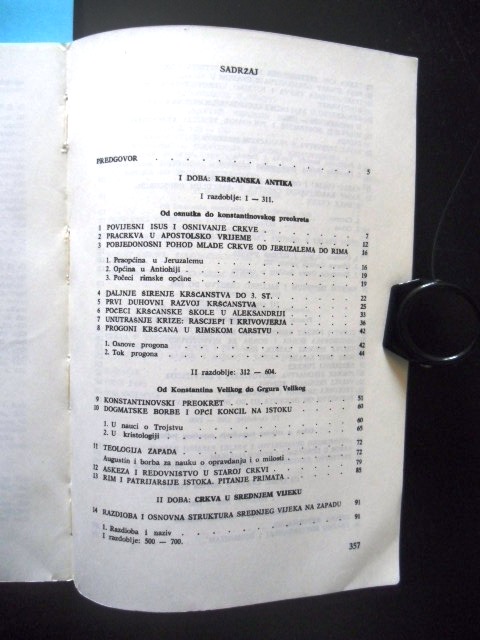 SADRŽAJ
PREDGOVOR . . . . . . . . . . . 5
I DOBA: KRŠĆANSKA ANTIKA
I razdoblje: 1 — 311.
Od osnutka do konstantinovskog preokreta
1 POVIJESNI ISUS I OSNIVANJE CRKVE . . . . 7
2 PRACRKVA U APOSTOLSKO VRIJEME . . . . 12
3 POBJEDONOSNI POHOD MLADE CRKVE OD JERUZALEMA DO RIMA 16
1. Praopćina u Jeruzalemu . . . . . . 16
2. Općina u Antiohiji . . . . . . . 19
3. Počeci rimske općine . . . . . . 19
4 DALJNJE ŠIRENJE KRŠĆANSTVA DO 3. ST. . . . . 22
5 PRVI DUHOVNI RAZVOJ KRŠĆANSTVA . . . . 25
6 POČECI KRŠĆANSKE ŠKOLE U ALEKSANDRIJI . . . 33
7 UNUTRAŠNJE KRIZE: RASCJEPI I KRIVOVJERJA . . . 36
8 PROGONI KRŠĆANA U RIMSKOM CARSTVU . . . 42
1. Osnove progona . . . . . . . 42
2. Tok progona . . . . . . . . 44
II razdoblje: 312 — 604.
Od Konstantina Velikog do Grgura Velikog
9 KONSTANTINOVSKI PREOKRET . . . . . 51
10 DOGMATSKE BORBE I OPĆI KONCIL NA ISTOKU . . 60
1. U nauci o Trojstvu . . . . . . . 60
2. U kristologiji . . . . . . . . 65
11 TEOLOGIJA ZAPADA . . . . . . . 72
Augustin i borba za nauku o opravdanju i o milosti . . . 72
12 ASKEZA I REDOVNIŠTVO U STAROJ CRKVI . . . 79
13 RIM I PATRIJARŠIJE ISTOKA. PITANJE PRIMATA . . . 85
II DOBA: CRKVA U SREDNJEM VIJEKU
14 RAZDIOBA I OSNOVNA STRUKTURA SREDNJEG VIJEKA NA ZAPADU 91
1. Razdioba i naziv . . . . . . . 91
I razdoblje: 500 — 700.
357